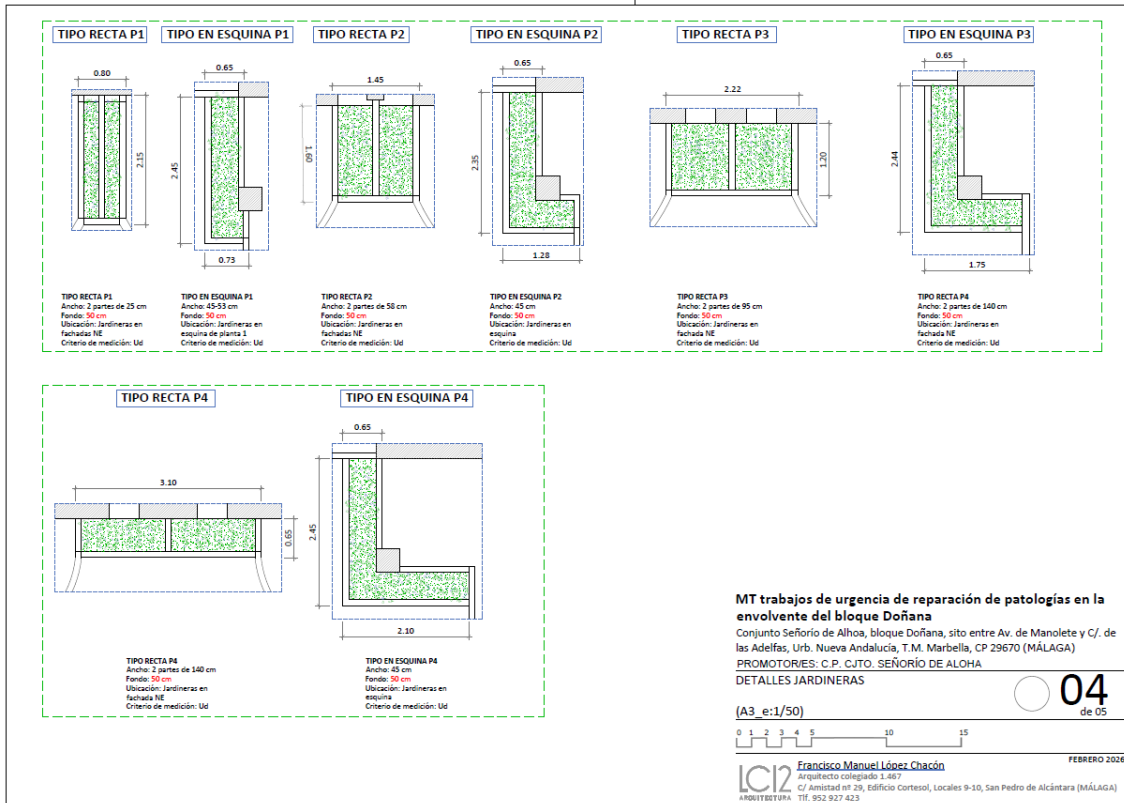 TIPO RECTA P1
TIPO EN ESQUINA P1
TIPO RECTA P2
TIPO EN ESQUINA P2
TIPO RECTA P3
TIPO EN ESQUINA P3
0.80
2.15
0.65
2.45
0.73
1.45
1.60
0.65
2.35
1.28
2.22
1.20
0.65
2.44
1.75
TIPO RECTA P1
Ancho: 2 partes de 25 cm
Fondo: 50 cm
Ubicación: Jardineras en
fachadas NE
Criterio de medición: Ud
TIPO EN ESQUINA P1
Ancho: 45-53 cm
Fondo: 50 cm
Ubicación: Jardineras en
esquina de planta 1
Criterio de medición: Ud
TIPO RECTA P2
Ancho: 2 partes de 58 cm
Fondo: 50 cm
Ubicación: Jardineras en
fachadas NE
Criterio de medición: Ud
TIPO EN ESQUINA P2
Ancho: 45 cm
Fondo: 50 cm
Ubicación: Jardineras en
esquina
Criterio de medición: Ud
TIPO RECTA P3
Ancho: 2 partes de 95 cm
Fondo: 50 cm
Ubicación: Jardineras en
fachada NE
Criterio de medición: Ud
TIPO RECTA P4
Ancho: 2 partes de 140 cm
Fondo: 50 cm
Ubicación: Jardineras en
fachada NE
Criterio de medición: Ud
TIPO RECTA P4
TIPO EN ESQUINA P4
3.10
0.65
0.65
2.45
2.10
TIPO RECTA P4
Ancho: 2 partes de 140 cm
Fondo: 50 cm
Ubicación: Jardineras en
fachada NE
Criterio de medición: Ud
TIPO EN ESQUINA P4
Ancho: 45 cm
Fondo: 50 cm
Ubicación: Jardineras en
esquina
Criterio de medición: Ud
MT trabajos de urgencia de reparación de patologías en la
envolvente del bloque Doñana
Conjunto Señorío de Alhoa, bloque Doñana, sito entre Av. de Manolete y C/. de
las Adelfas, Urb. Nueva Andalucía, T.M. Marbella, CP 29670 (MÁLAGA)
PROMOTOR/ES: C.P. CJTO. SEÑORÍO DE ALOHA
DETALLES JARDINERAS
04
de 05
(A3_e:1/50)
0 1 2 3 4 5 10 15
FEBRERO 2026
LCI2
ARQUITECTURA
Francisco Manuel López Chacón
Arquitecto colegiado 1.467
C/ Amistad nº 29, Edificio Cortesol, Locales 9-10, San Pedro de Alcántara (MÁLAGA)
Tlf. 952 927 423